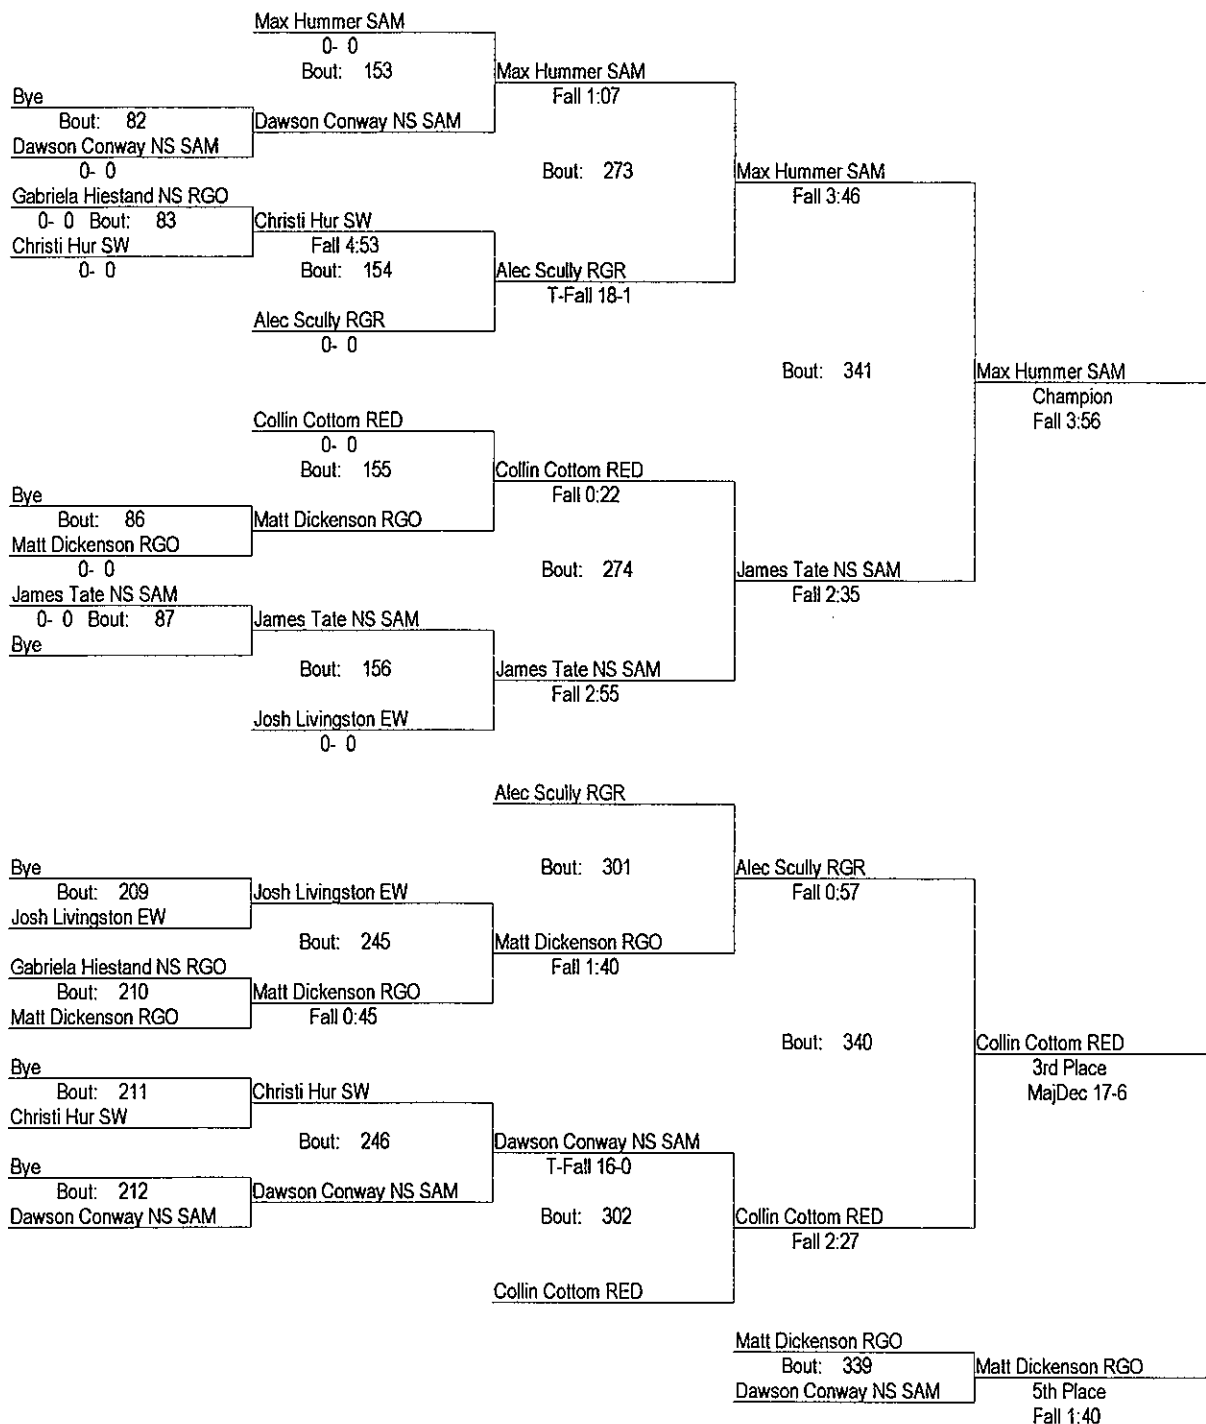 Max Hummer SAM
0- 0
Bout: 153
Max Hummer SAM
Fall 1:07
Bye
Bout: 82
Dawson Conway NS SAM
Dawson Conway NS SAM
0- 0
Bout: 273
Max Hummer SAM
Fall 3:46
Gabriela Hiestand NS RGO
0- 0 Bout: 83
Christi Hur SW
Christi Hur SW
Fall 4:53
0- 0
Bout: 154
Alec Scully RGR
T-Fall 18-1
Alec Scully RGR
0- 0
Bout: 341
Max Hummer SAM
Champion
Fall 3:56
Collin Cottom RED
0- 0
Bout: 155
Collin Cottom RED
Fall 0:22
Bye
Bout: 86
Matt Dickenson RGO
Matt Dickenson RGO
0- 0
Bout: 274
James Tate NS SAM
Fall 2:35
James Tate NS SAM
0- 0 Bout: 87
James Tate NS SAM
Bye
Bout: 156
James Tate NS SAM
Fall 2:55
Josh Livingston EW
0- 0
Alec Scully RGR
Bout: 301
Alec Scully RGR
Fall 0:57
Bye
Bout: 209
Josh Livingston EW
Josh Livingston EW
Bout: 245
Matt Dickenson RGO
Fall 1:40
Gabriela Hiestand NS RGO
Bout: 210
Matt Dickenson RGO
Matt Dickenson RGO
Fall 0:45
Bout: 340
Collin Cottom RED
3rd Place
MajDec 17-6
Bye
Bout: 211
Christi Hur SW
Christi Hur SW
Bout: 246
Dawson Conway NS SAM
T-Fall 16-0
Bye
Bout: 212
Dawson Conway NS SAM
Dawson Conway NS SAM
Bout: 302
Collin Cottom RED
Fall 2:27
Collin Cottom RED
Matt Dickenson RGO
Bout: 339
Dawson Conway NS SAM
Matt Dickenson RGO
5th Place
Fall 1:40